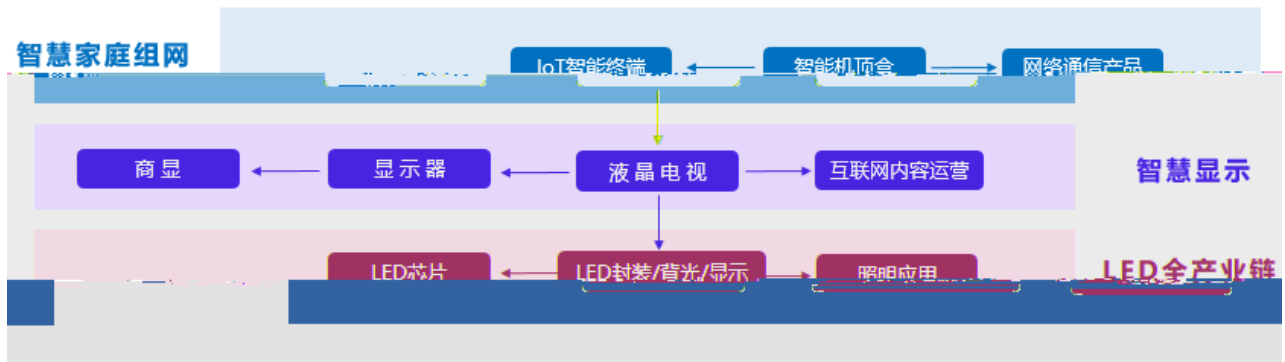 智慧家庭组网
IoT智能终端 智能机顶盒 网络通信产品
商显 显示器 液晶电视 互联网内容运营 智慧显示
LED芯片 LED封装/背光/显示 照明应用 LED全产业链